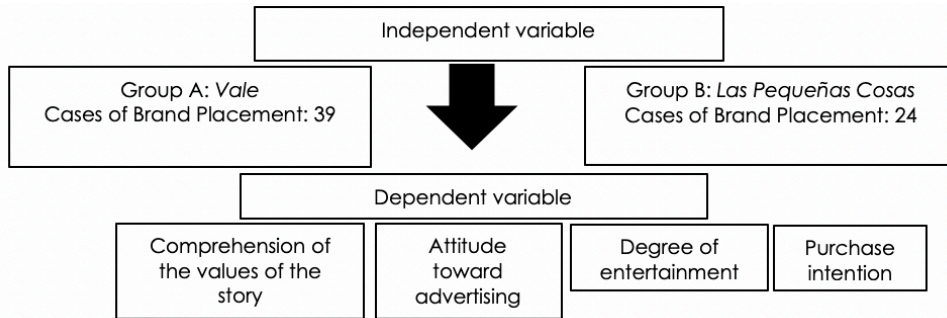 Independent variable
Group A: Vale
Cases of Brand Placement: 39
Group B: Las Pequeñas Cosas
Cases of Brand Placement: 24
Dependent variable
Comprehension of
the values of the
story
Attitude
toward
advertising
Degree of
entertainment
Purchase
intention